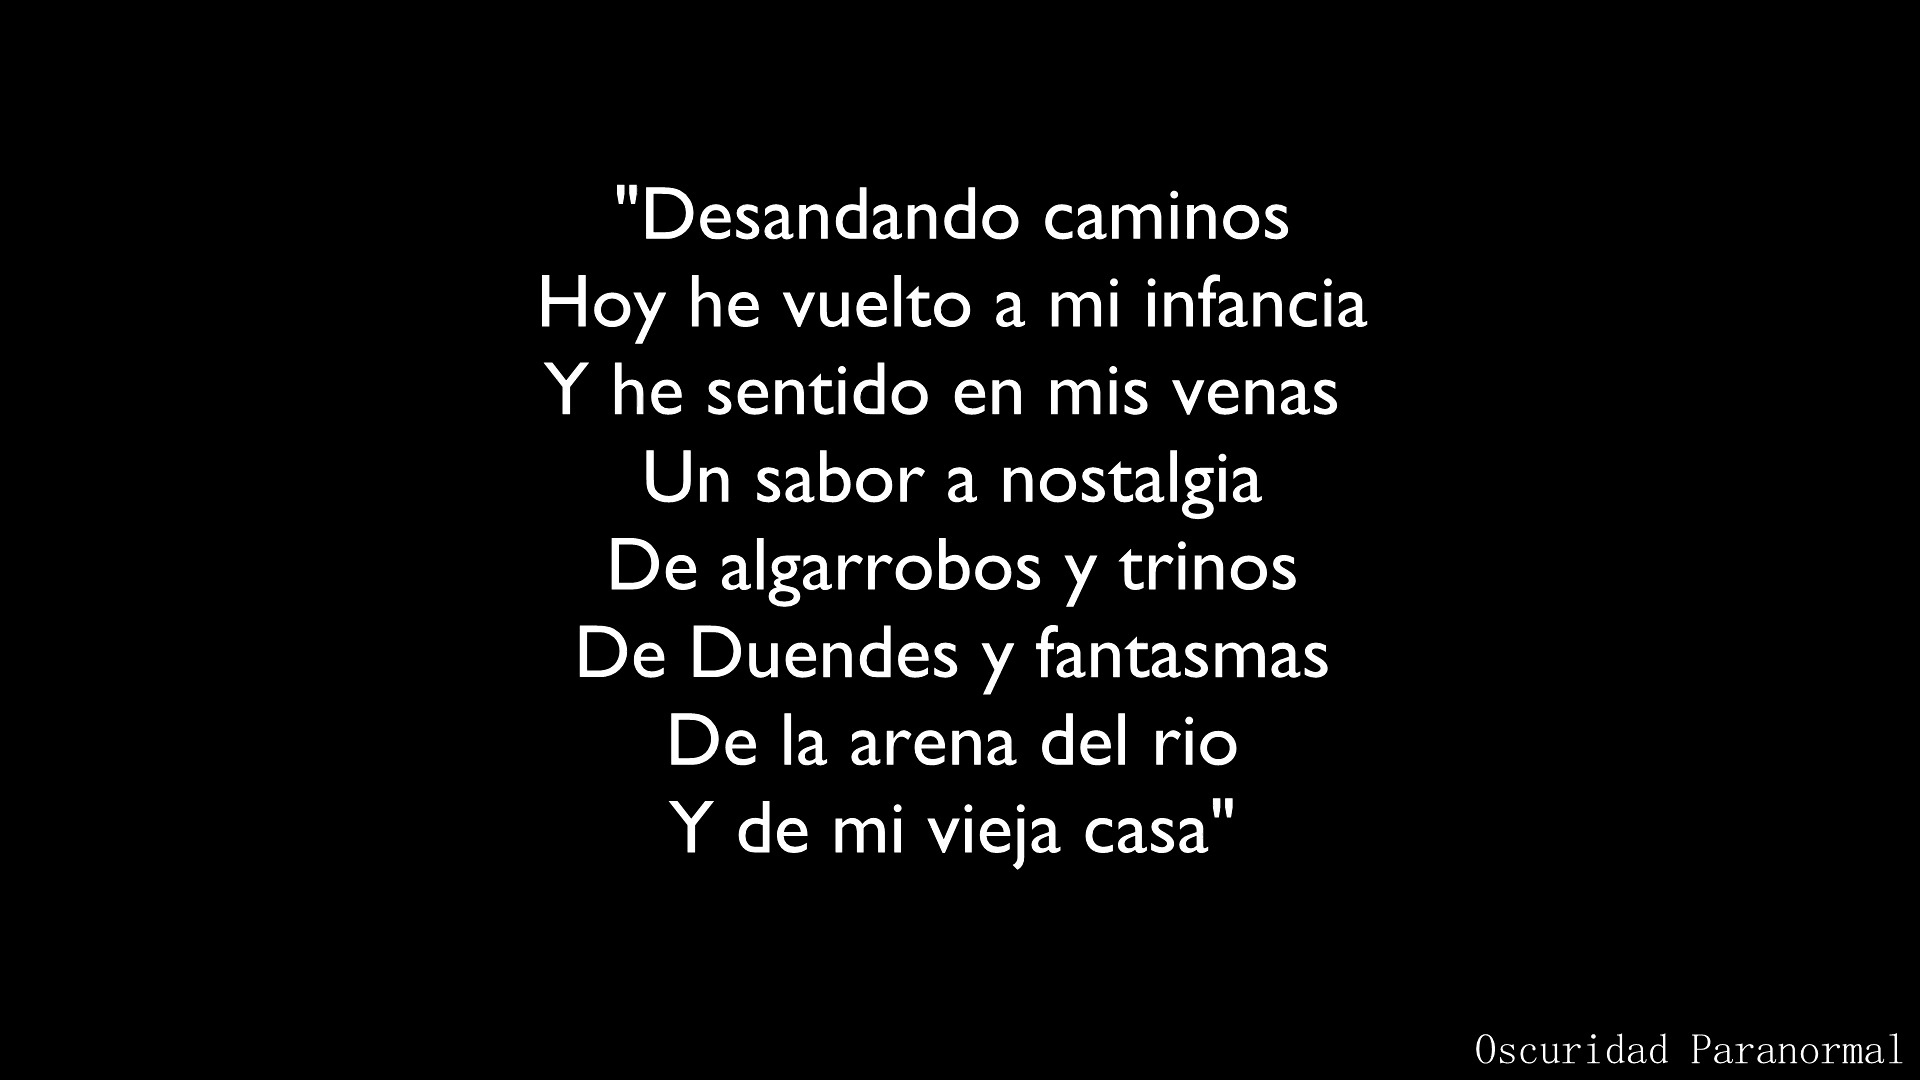 "Desandando caminos
Hoy he vuelto a mi infancia
Y he sentido en mis venas
Un sabor a nostalgia
De algarrobos y trinos
De Duendes y fantasmas
De la arena del rio
Y de mi vieja casa"
Oscuridad Paranormal